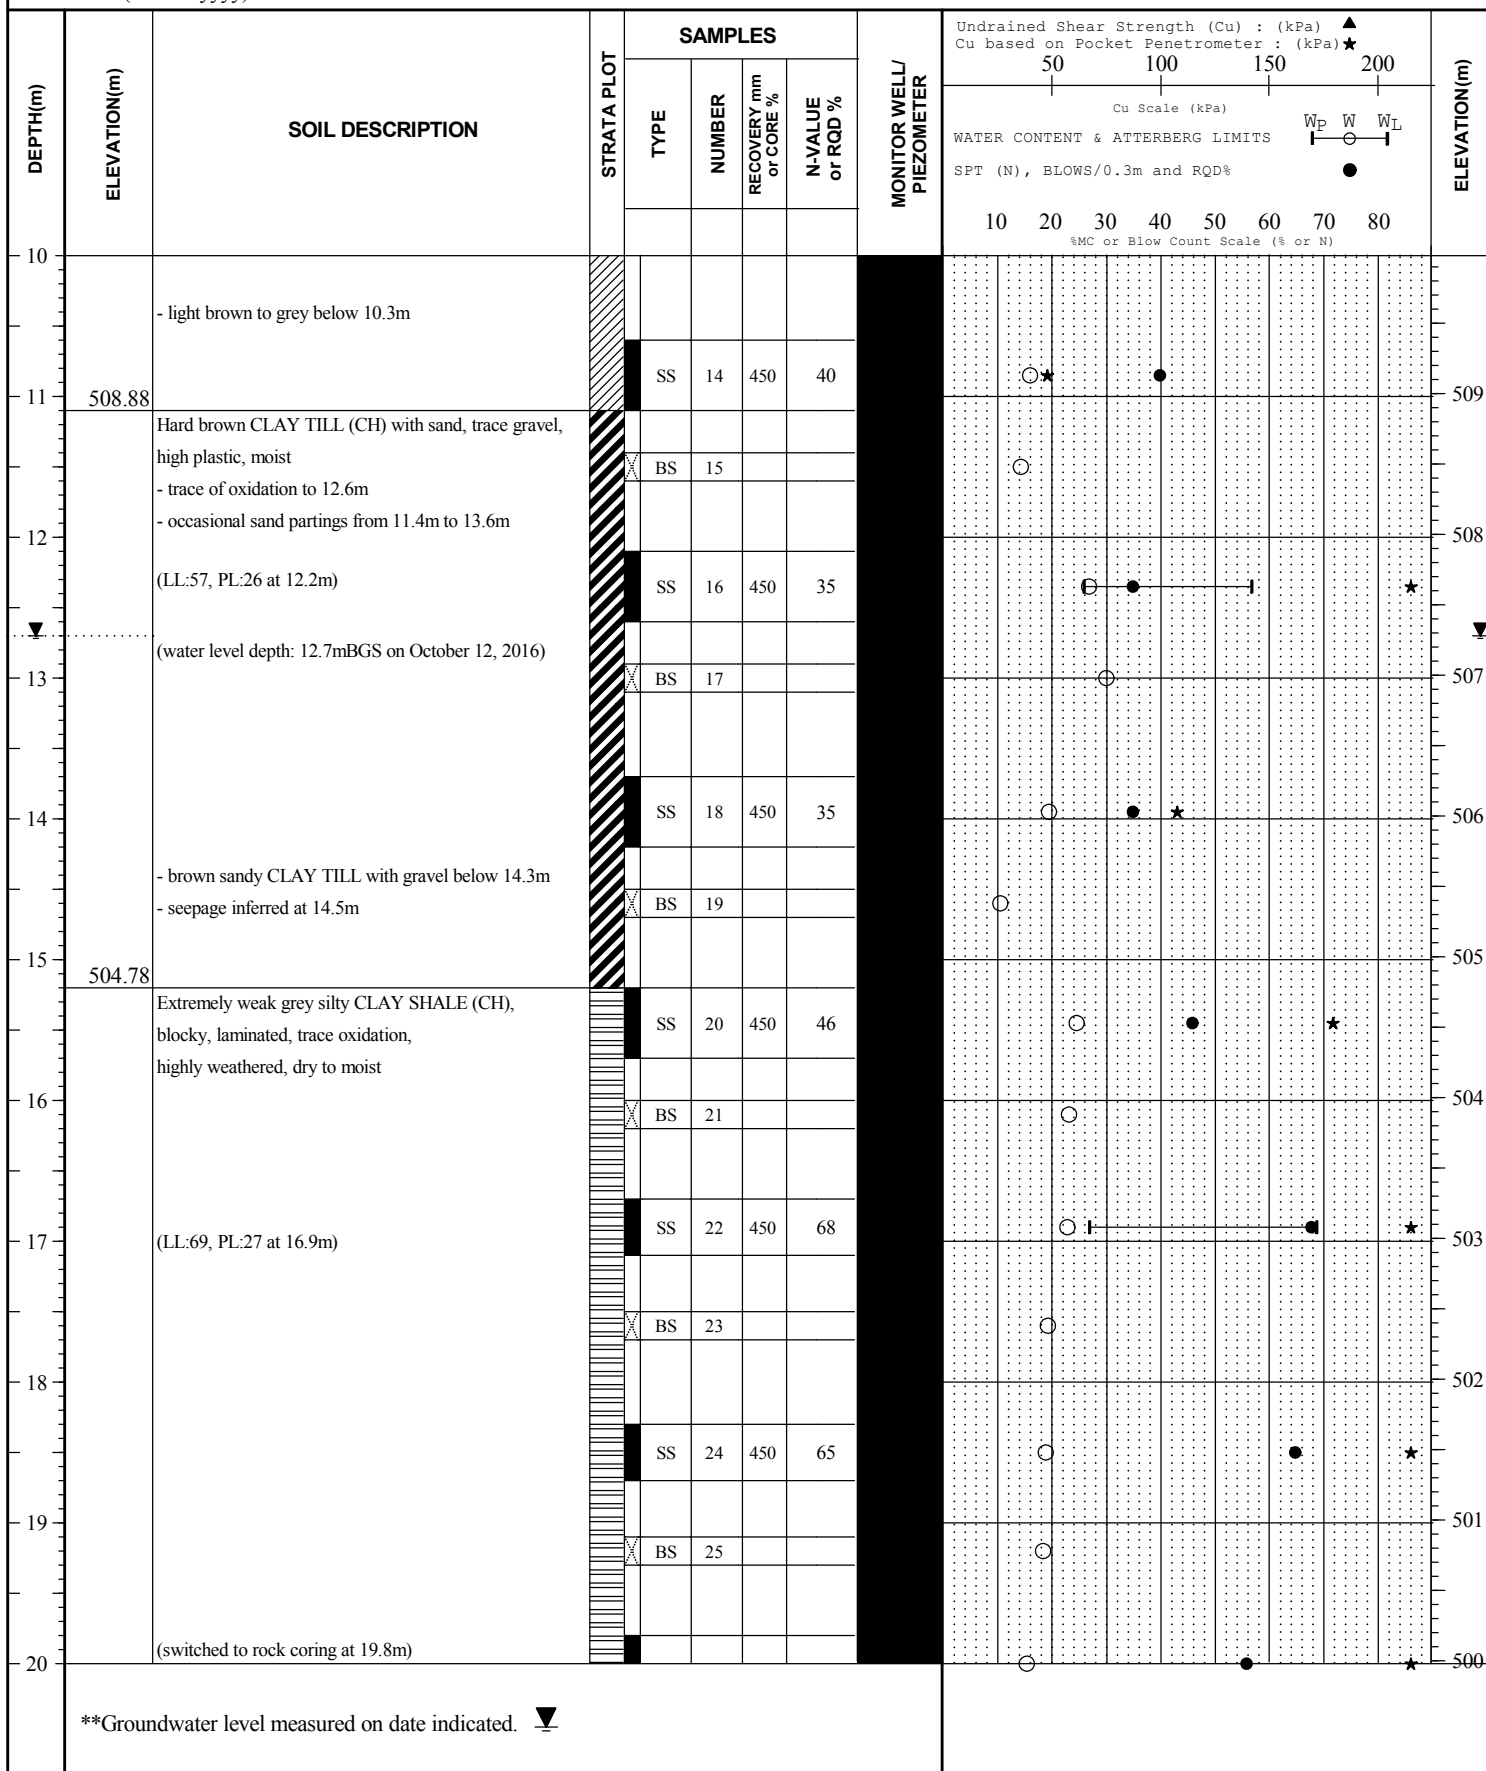 Undrained Shear Strength (Cu) : (kPa)
Cu based on Pocket Penetrometer : (kPa)
50 100 150 200
Cu Scale (kPa)
WATER CONTENT & ATTERBERG LIMITS
WP W WL
SPT (N), BLOWS/0.3m and RQD%
10 20 30 40 50 60 70 80
%MC or Blow Count Scale (% or N)
DEPTH(m)
ELEVATION(m)
SOIL DESCRIPTION
STRATA PLOT
SAMPLES
TYPE
NUMBER
RECOVERY mm
or CORE %
N-VALUE
or RQD %
MONITOR WELL/
PIEZOMETER
ELEVATION(m)
10
- light brown to grey below 10.3m
SS 14 450 40
11 508.88 509
Hard brown CLAY TILL (CH) with sand, trace gravel,
high plastic, moist
BS 15
- trace of oxidation to 12.6m
- occasional sand partings from 11.4m to 13.6m
12 508
(LL:57, PL:26 at 12.2m)
SS 16 450 35
(water level depth: 12.7mBGS on October 12, 2016)
13 BS 17 507
SS 18 450 35
14 506
- brown sandy CLAY TILL with gravel below 14.3m
- seepage inferred at 14.5m
BS 19
15 505
504.78
Extremely weak grey silty CLAY SHALE (CH),
blocky, laminated, trace oxidation,
highly weathered, dry to moist
SS 20 450 46
16 504
BS 21
SS 22 450 68
17 (LL:69, PL:27 at 16.9m) 503
BS 23
18 502
SS 24 450 65
19 501
BS 25
(switched to rock coring at 19.8m)
20 500
**Groundwater level measured on date indicated.